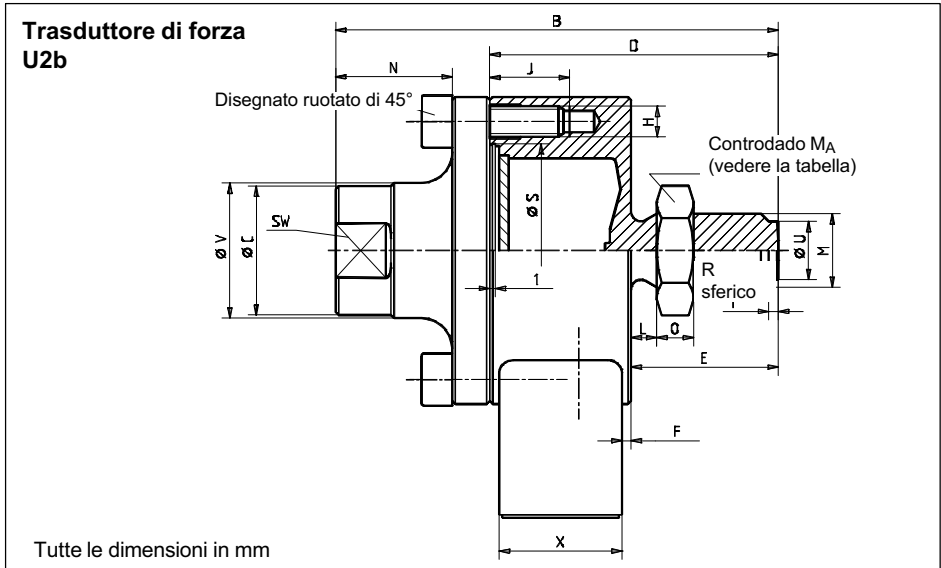 Trasduttore di forza
U2b
B
D
N
J
Disegnato ruotato di 45°
H
Controdado MA
(vedere la tabella)
Ø S
Ø V
Ø C
SW
Ø U
M
1
R
sferico
L
O
E
F
X
Tutte le dimensioni in mm